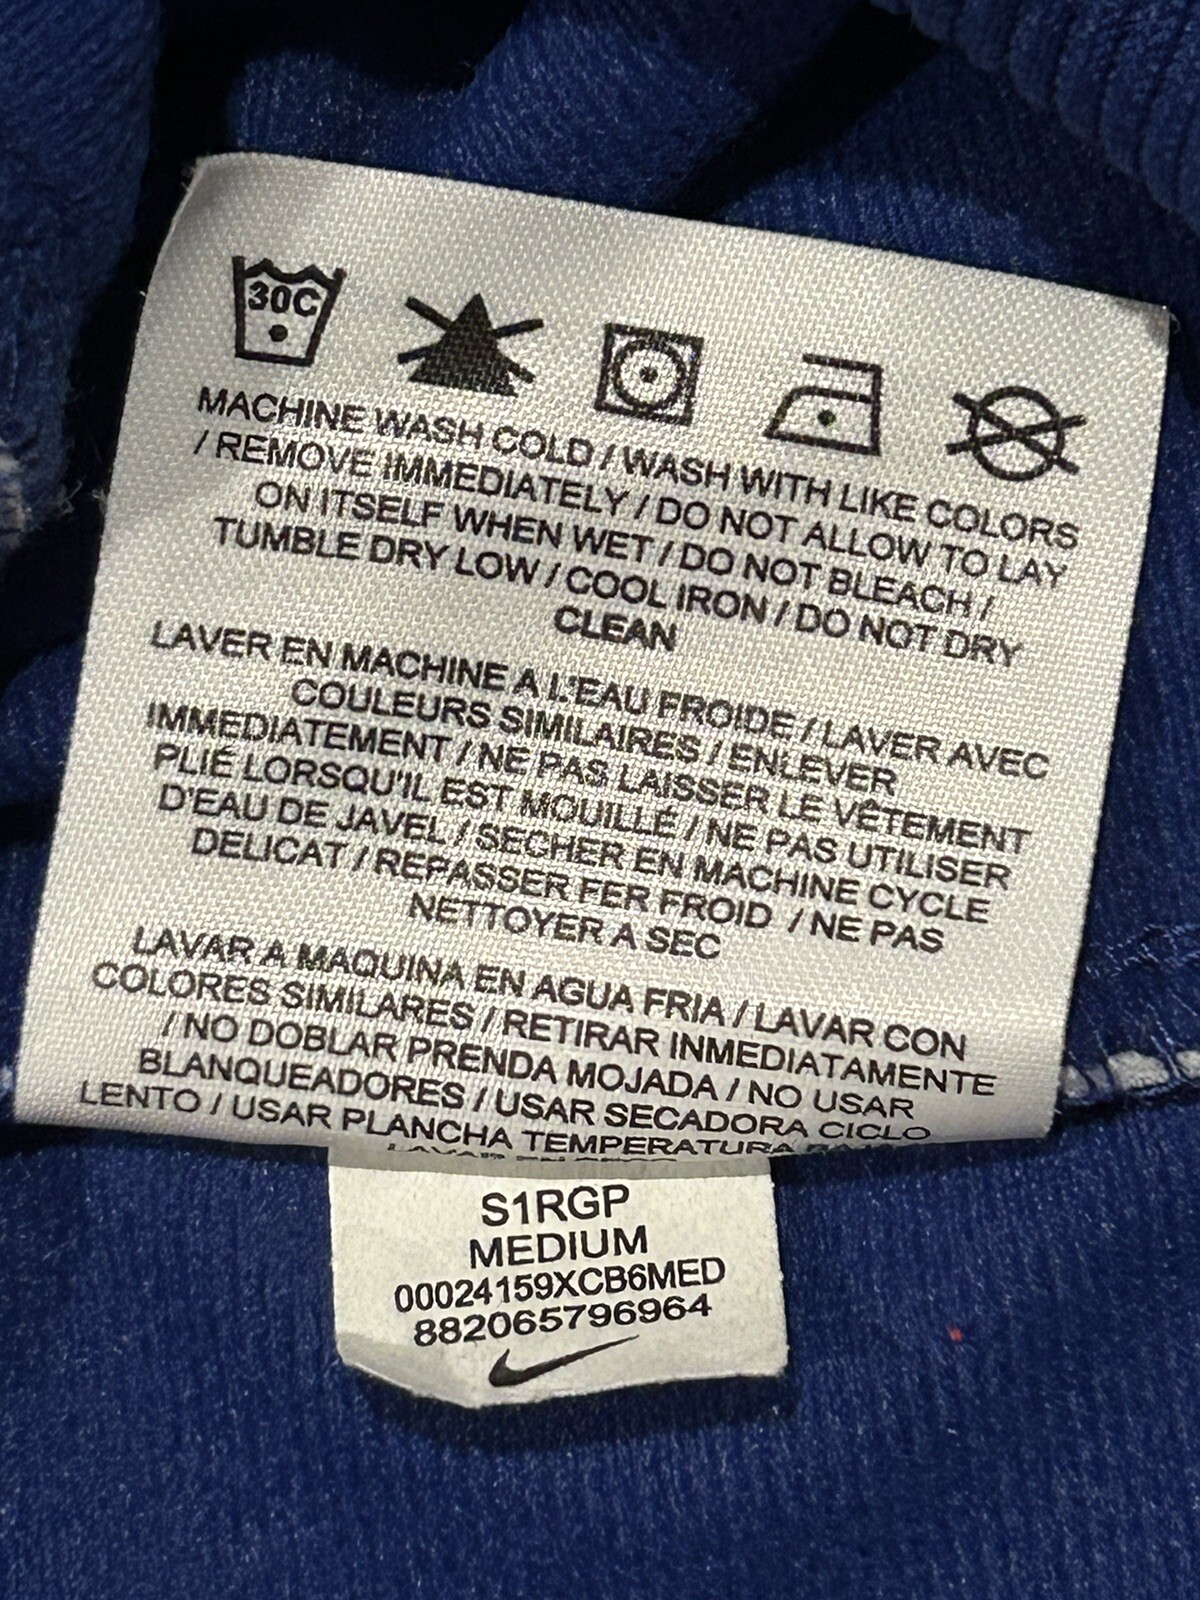 30C
MACHINE WASH COLD / WASH WITH LIKE COLORS
/ REMOVE IMMEDIATELY / DO NOT ALLOW TO LAY
ON ITSELF WHEN WET / DO NOT BLEACH /
TUMBLE DRY LOW / COOL IRON / DO NOT DRY
CLEAN
LAVER EN MACHINE A L'EAU FROIDE / LAVER AVEC
COULEURS SIMILAIRES / ENLEVER
IMMEDIATEMENT / NE PAS LAISSER LE VÊTEMENT
PLIÉ LORSQU'IL EST MOUILLÉ / NE PAS UTILISER
D'EAU DE JAVEL / SECHER EN MACHINE CYCLE
DELICAT / REPASSER FER FROID / NE PAS
NETTOYER A SEC
LAVAR A MAQUINA EN AGUA FRIA / LAVAR CON
COLORES SIMILARES / RETIRAR INMEDIATAMENTE
/ NO DOBLAR PRENDA MOJADA / NO USAR
BLANQUEADORES / USAR SECADORA CICLO
LENTO / USAR PLANCHA TEMPERATURA
S1RGP
MEDIUM
00024159XCB6MED
882065796964